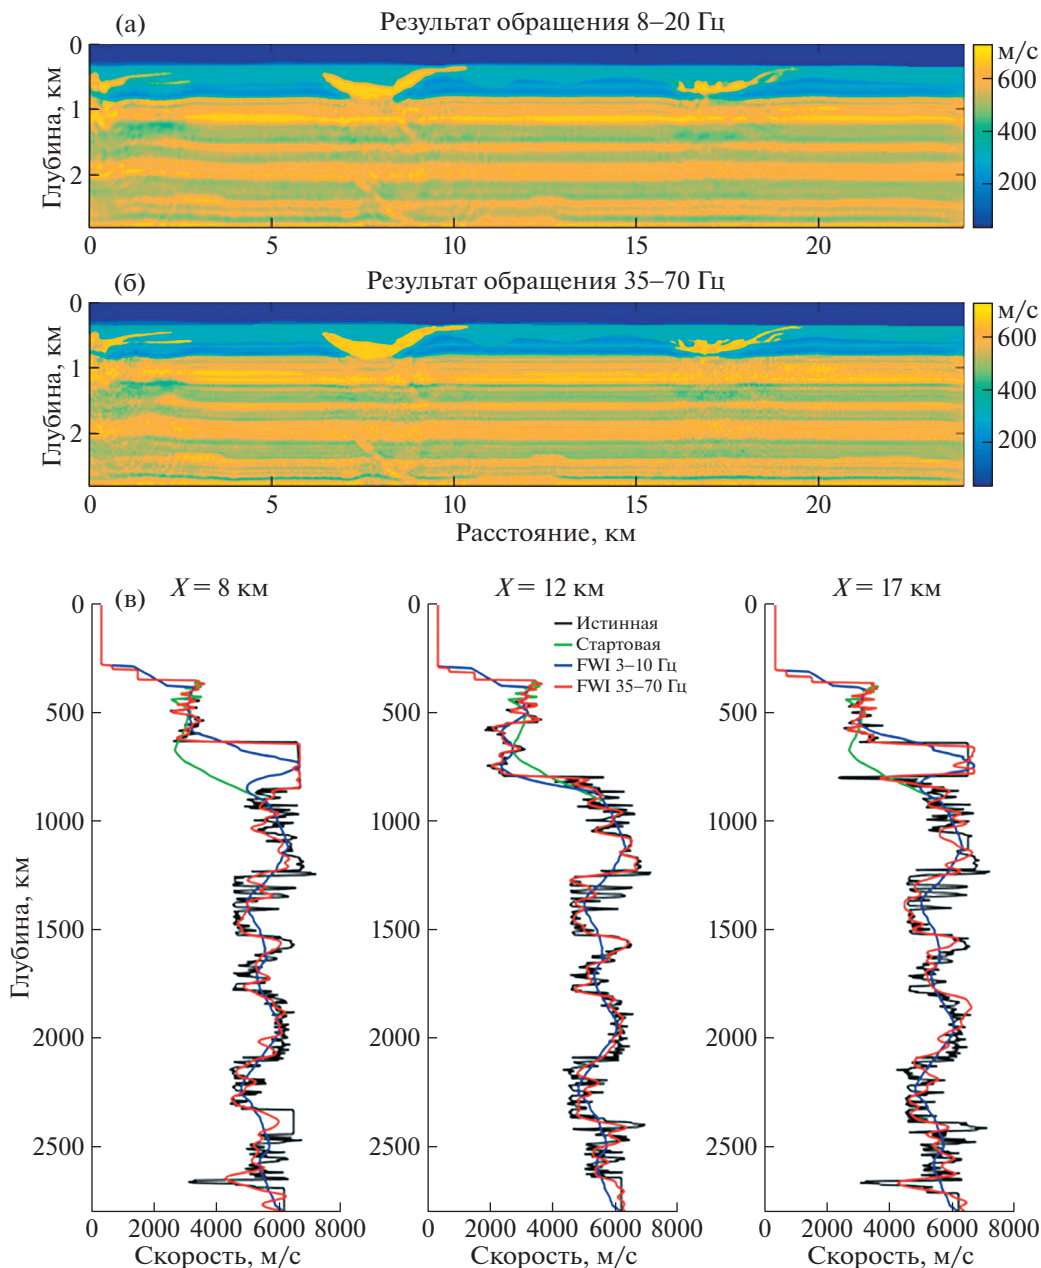 (а) Результат обращения 8–20 Гц
0
1
2
Глубина, км
0 5 10 15 20
м/с
600
400
200
(б) Результат обращения 35–70 Гц
0
1
2
Глубина, км
0 5 10 15 20
Расстояние, км
м/с
600
400
200
(в) X = 8 км
X = 12 км
X = 17 км
Истинная
Стартовая
FWI 3–10 Гц
FWI 35–70 Гц
0
500
1000
1500
2000
2500
Глубина, км
0 2000 4000 6000 8000
Скорость, м/с
0
500
1000
1500
2000
2500
0 2000 4000 6000 8000
Скорость, м/с
0
500
1000
1500
2000
2500
0 2000 4000 6000 8000
Скорость, м/с